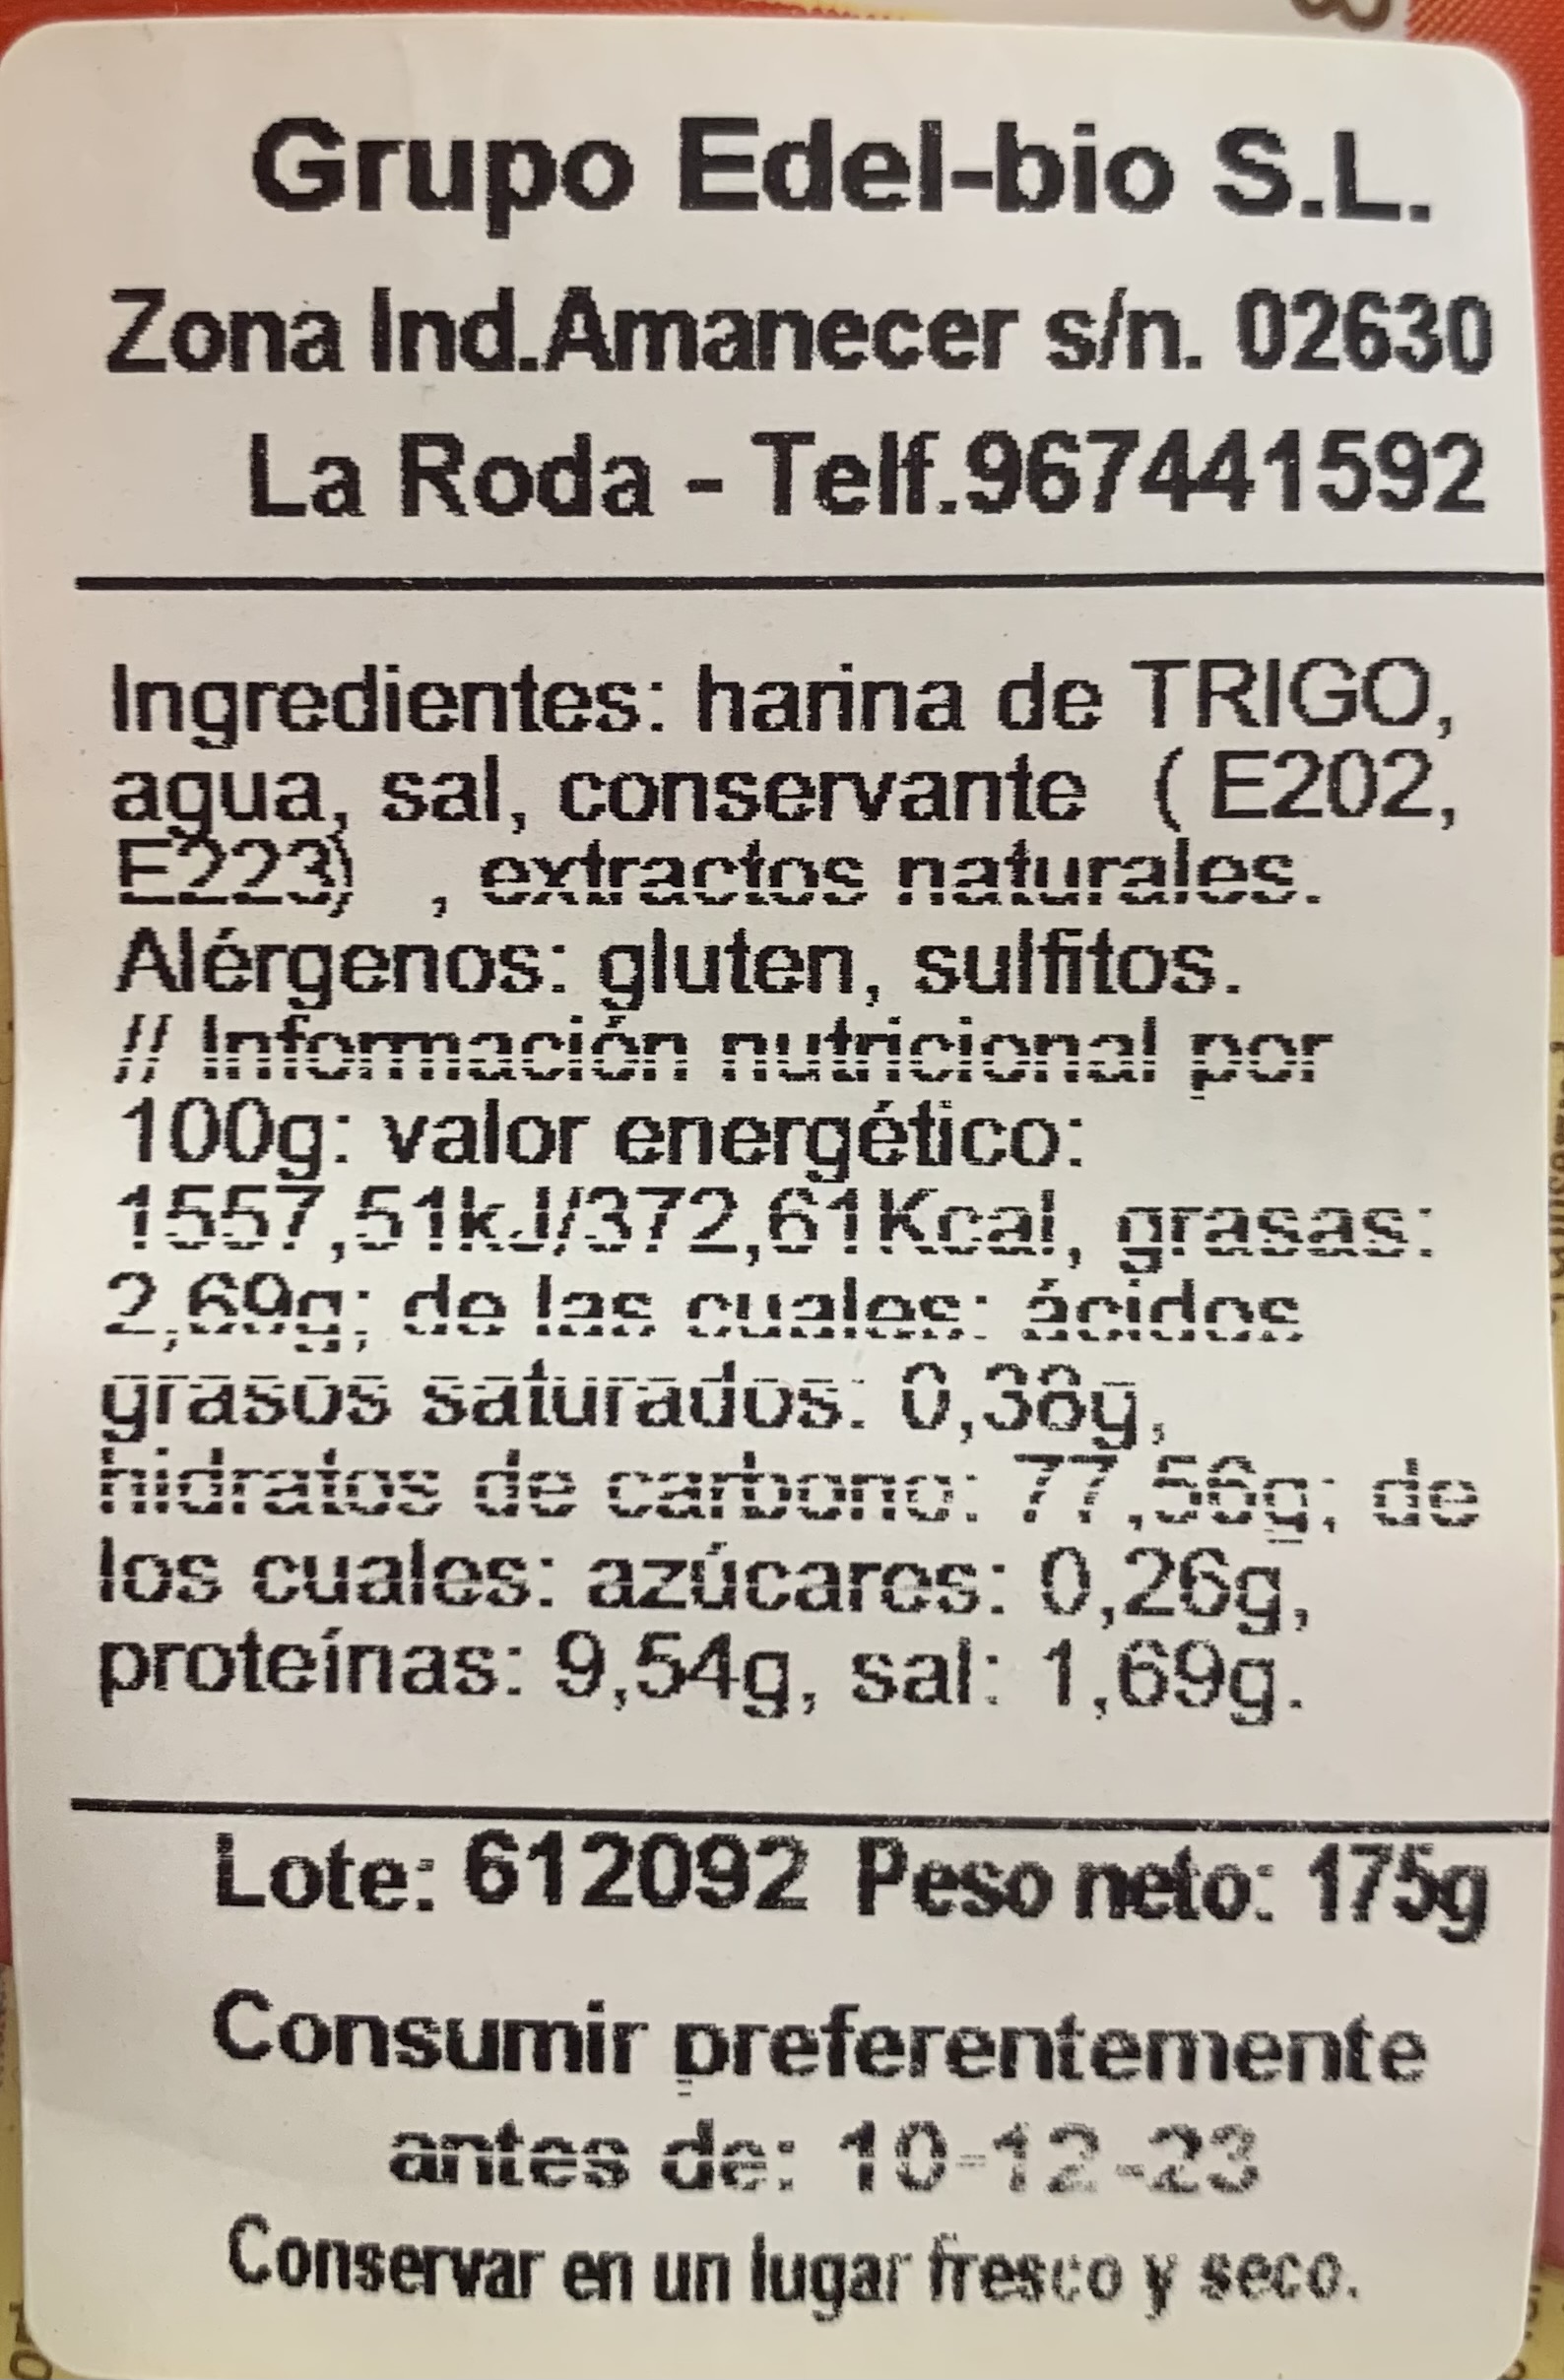 Grupo Edel-bio S.L.
Zona Ind.Amanecer s/n. 02630
La Roda - Telf.967441592
Ingredientes: harina de TRIGO,
agua, sal, conservante ( E202,
E223) , extractos naturales.
Alérgenos: gluten, sulfitos.
// Información nutricional por
100g: valor energético:
1557,51kJ/372,61Kcal, grasas:
2,69g; de las cuales: ácidos
grasos saturados: 0,38g,
hidratos de carbono: 77,56g; de
los cuales: azúcares: 0,26g,
proteínas: 9,54g, sal: 1,69g.
Lote: 612092 Peso neto: 175g
Consumir preferentemente
antes de: 10-12-23
Conservar en un lugar fresco y seco.